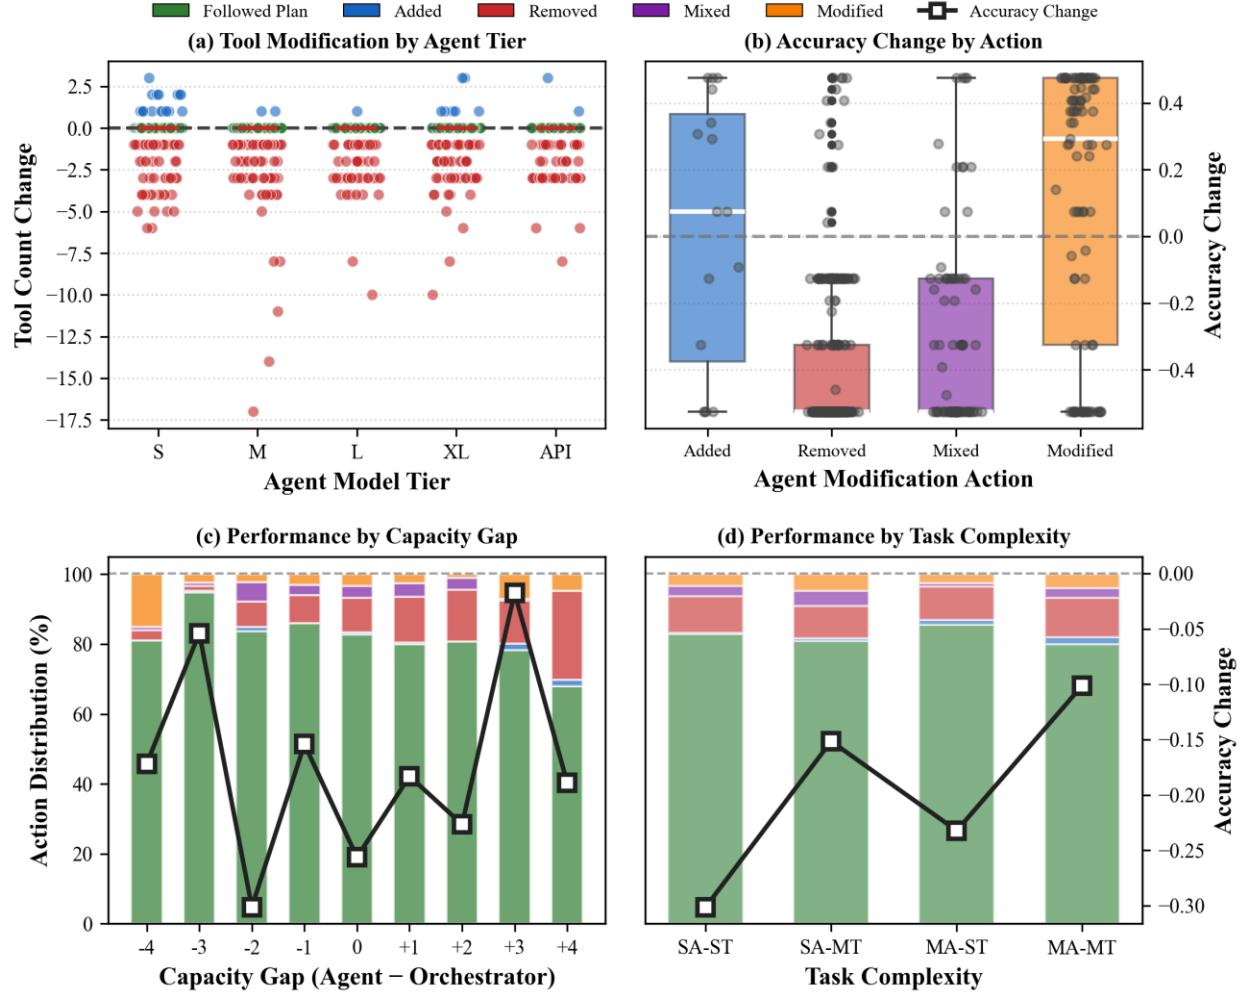 Followed Plan Added Removed Mixed Modified Accuracy Change
(a) Tool Modification by Agent Tier
Tool Count Change
2.5
0.0
−2.5
−5.0
−7.5
−10.0
−12.5
−15.0
−17.5
S M L XL API
Agent Model Tier
(b) Accuracy Change by Action
0.4
0.2
0.0
−0.2
−0.4
Accuracy Change
Added Removed Mixed Modified
Agent Modification Action
(c) Performance by Capacity Gap
Action Distribution (%)
100
80
60
40
20
0
-4 -3 -2 -1 0 +1 +2 +3 +4
Capacity Gap (Agent − Orchestrator)
(d) Performance by Task Complexity
0.00
−0.05
−0.10
−0.15
−0.20
−0.25
−0.30
Accuracy Change
SA-ST SA-MT MA-ST MA-MT
Task Complexity